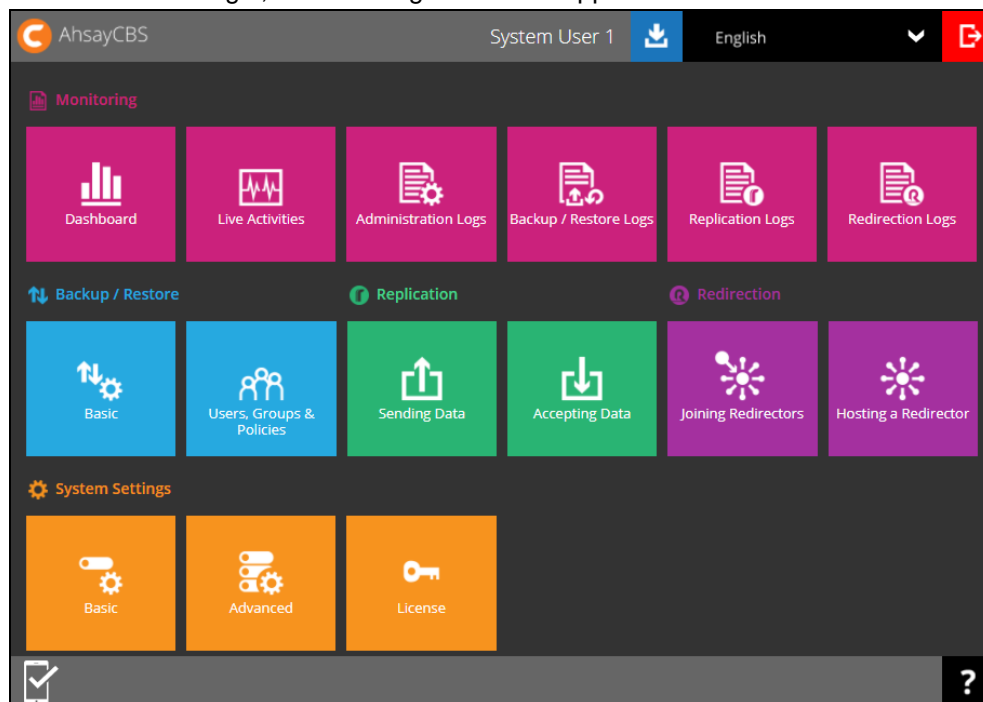 AhsayCBS System User 1 English
Monitoring
Dashboard Live Activities Administration Logs Backup / Restore Logs Replication Logs Redirection Logs
Backup / Restore Replication Redirection
Basic Users, Groups & Policies Sending Data Accepting Data Joining Redirectors Hosting a Redirector
System Settings
Basic Advanced License
?